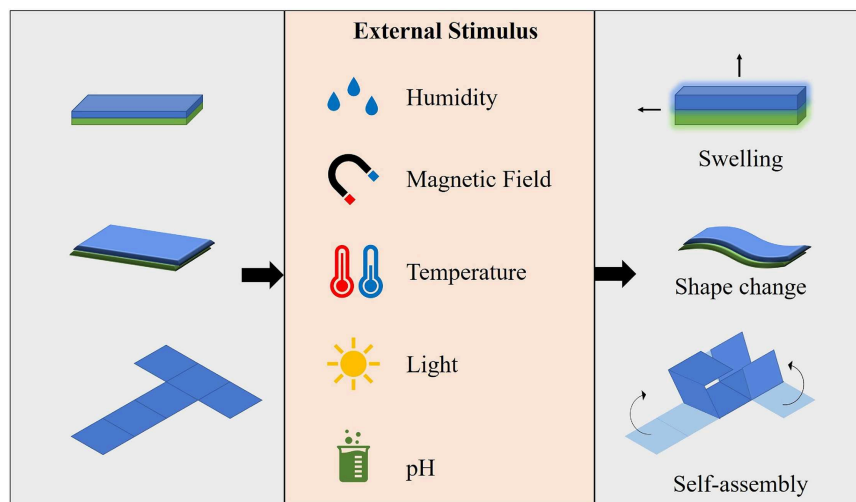 External Stimulus
Humidity
Magnetic Field
Temperature
Light
pH
Swelling
Shape change
Self-assembly